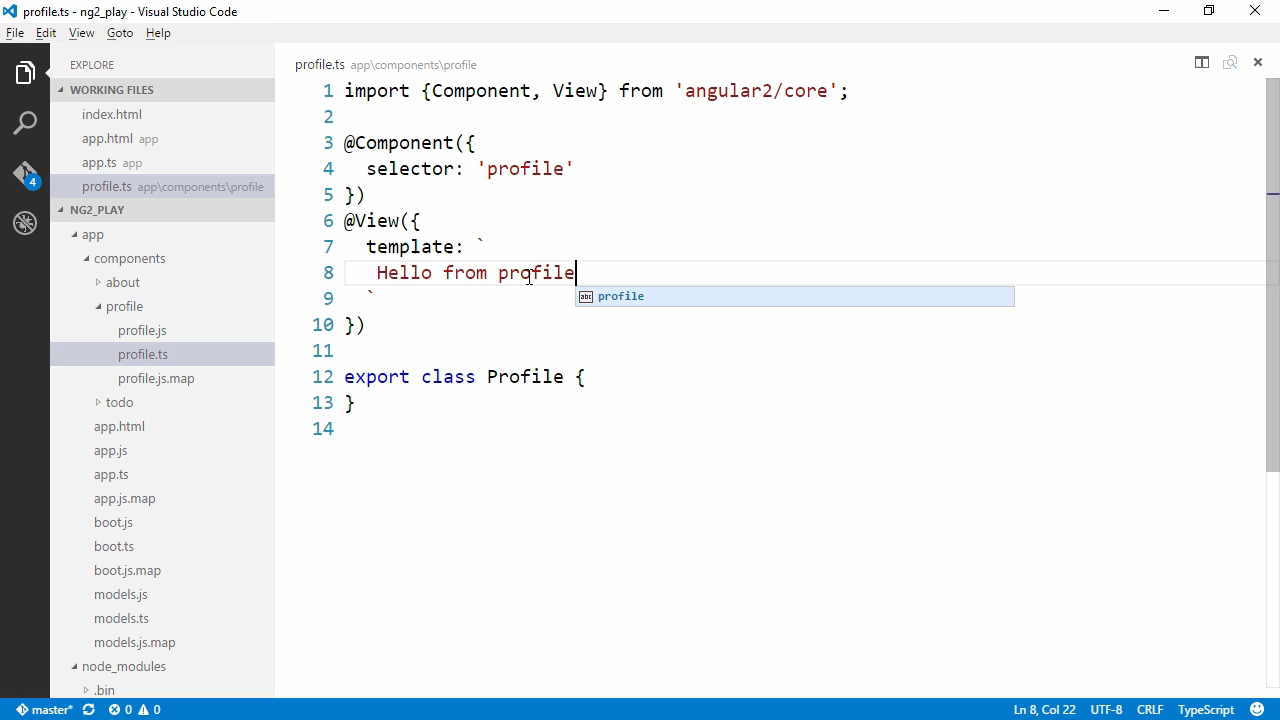 profile.ts - ng2_play - Visual Studio Code
File Edit View Goto Help
EXPLORE
WORKING FILES
index.html
app.html app
app.ts app
profile.ts app\components\profile
NG2_PLAY
app
components
about
profile
profile.js
profile.ts
profile.js.map
todo
app.html
app.js
app.ts
app.js.map
boot.js
boot.ts
boot.js.map
models.js
models.ts
models.js.map
node_modules
.bin
4
profile.ts app\components\profile
1 import {Component, View} from 'angular2/core';
2
3 @Component({
4 selector: 'profile'
5 })
6 @View({
7 template: `
8 Hello from profile
profile
9 `
10 })
11
12 export class Profile {
13 }
14
master* 0 0 Ln 8, Col 22 UTF-8 CRLF TypeScript